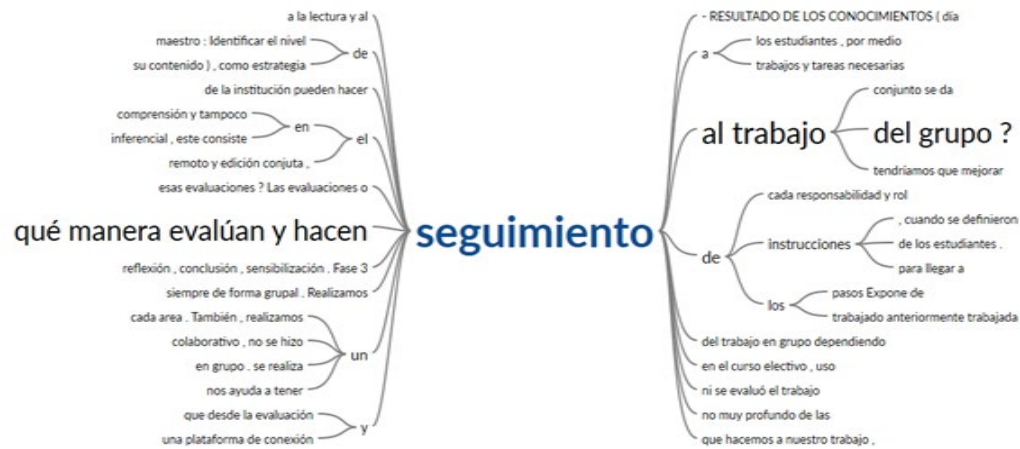 a la lectura y al
maestro : Identificar el nivel
su contenido ) , como estrategia
de
de la institución pueden hacer
comprensión y tampoco
inferencial , este consiste
en
remoto y edición conjuta ,
el
esas evaluaciones ? Las evaluaciones o
qué manera evalúan y hacen
reflexión , conclusión , sensibilización . Fase 3
siempre de forma grupal . Realizamos
cada area . También , realizamos
colaborativo , no se hizo
en grupo . se realiza
nos ayuda a tener
un
que desde la evaluación
una plataforma de conexión
y
seguimiento
- RESULTADO DE LOS CONOCIMIENTOS ( día
a
los estudiantes , por medio
trabajos y tareas necesarias
al trabajo
conjunto se da
del grupo ?
tendríamos que mejorar
de
cada responsabilidad y rol
instrucciones
, cuando se definieron
de los estudiantes .
para llegar a
los
pasos Expone de
trabajado anteriormente trabajada
del trabajo en grupo dependiendo
en el curso electivo , uso
ni se evaluó el trabajo
no muy profundo de las
que hacemos a nuestro trabajo ,